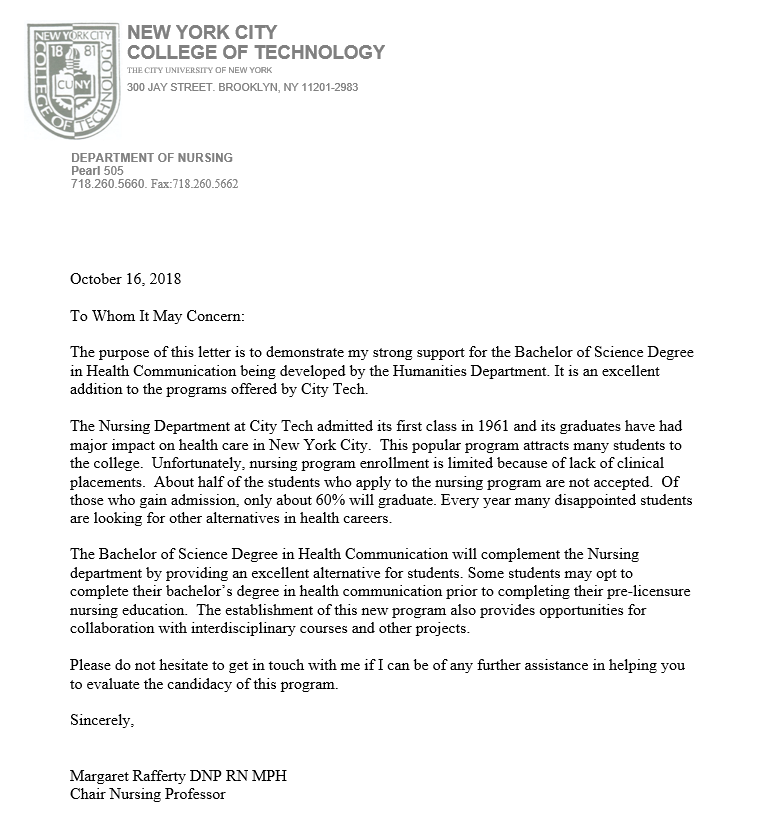 NEW YORK CITY
COLLEGE OF TECHNOLOGY
THE CITY UNIVERSITY OF NEW YORK
300 JAY STREET. BROOKLYN, NY 11201-2983
NEW YORK CITY
18 81
CUNY
COLLEGE OF TECHNOLOGY
DEPARTMENT OF NURSING
Pearl 505
718.260.5660. Fax:718.260.5662
October 16, 2018
To Whom It May Concern:
The purpose of this letter is to demonstrate my strong support for the Bachelor of Science Degree
in Health Communication being developed by the Humanities Department. It is an excellent
addition to the programs offered by City Tech.
The Nursing Department at City Tech admitted its first class in 1961 and its graduates have had
major impact on health care in New York City.  This popular program attracts many students to
the college.  Unfortunately, nursing program enrollment is limited because of lack of clinical
placements.  About half of the students who apply to the nursing program are not accepted.  Of
those who gain admission, only about 60% will graduate. Every year many disappointed students
are looking for other alternatives in health careers.
The Bachelor of Science Degree in Health Communication will complement the Nursing
department by providing an excellent alternative for students. Some students may opt to
complete their bachelor’s degree in health communication prior to completing their pre-licensure
nursing education.  The establishment of this new program also provides opportunities for
collaboration with interdisciplinary courses and other projects.
Please do not hesitate to get in touch with me if I can be of any further assistance in helping you
to evaluate the candidacy of this program.
Sincerely,
Margaret Rafferty DNP RN MPH
Chair Nursing Professor